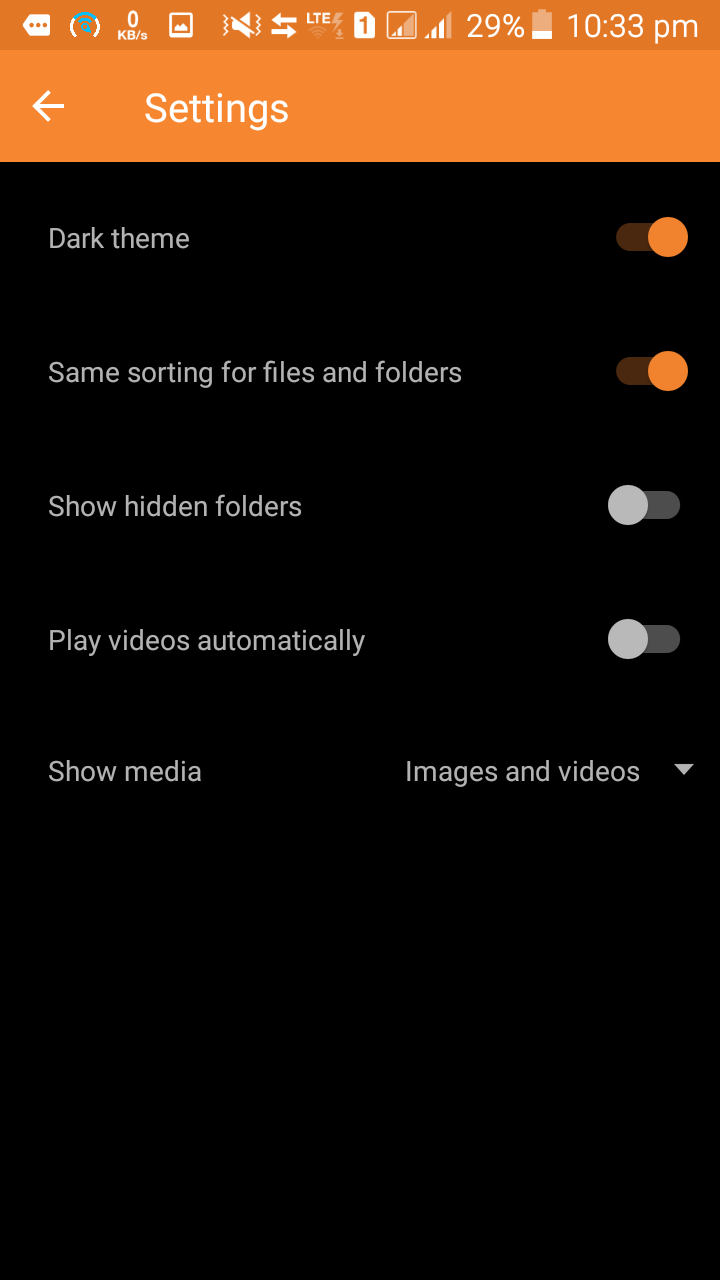 0 KB/s LTE 1 29% 10:33 pm
Settings
Dark theme
Same sorting for files and folders
Show hidden folders
Play videos automatically
Show media Images and videos